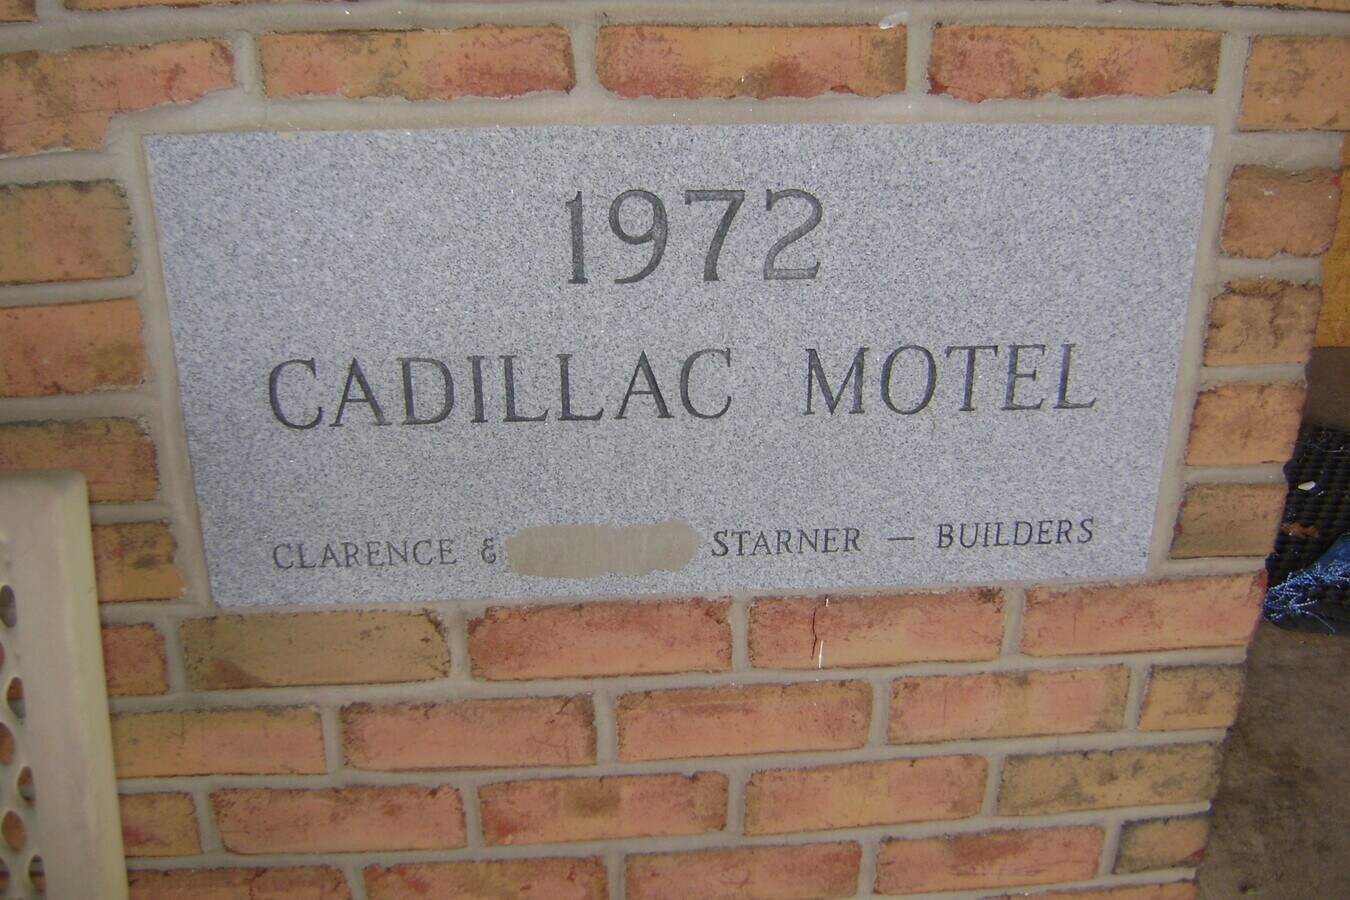 1972
CADILLAC MOTEL
CLARENCE & STARNER — BUILDERS